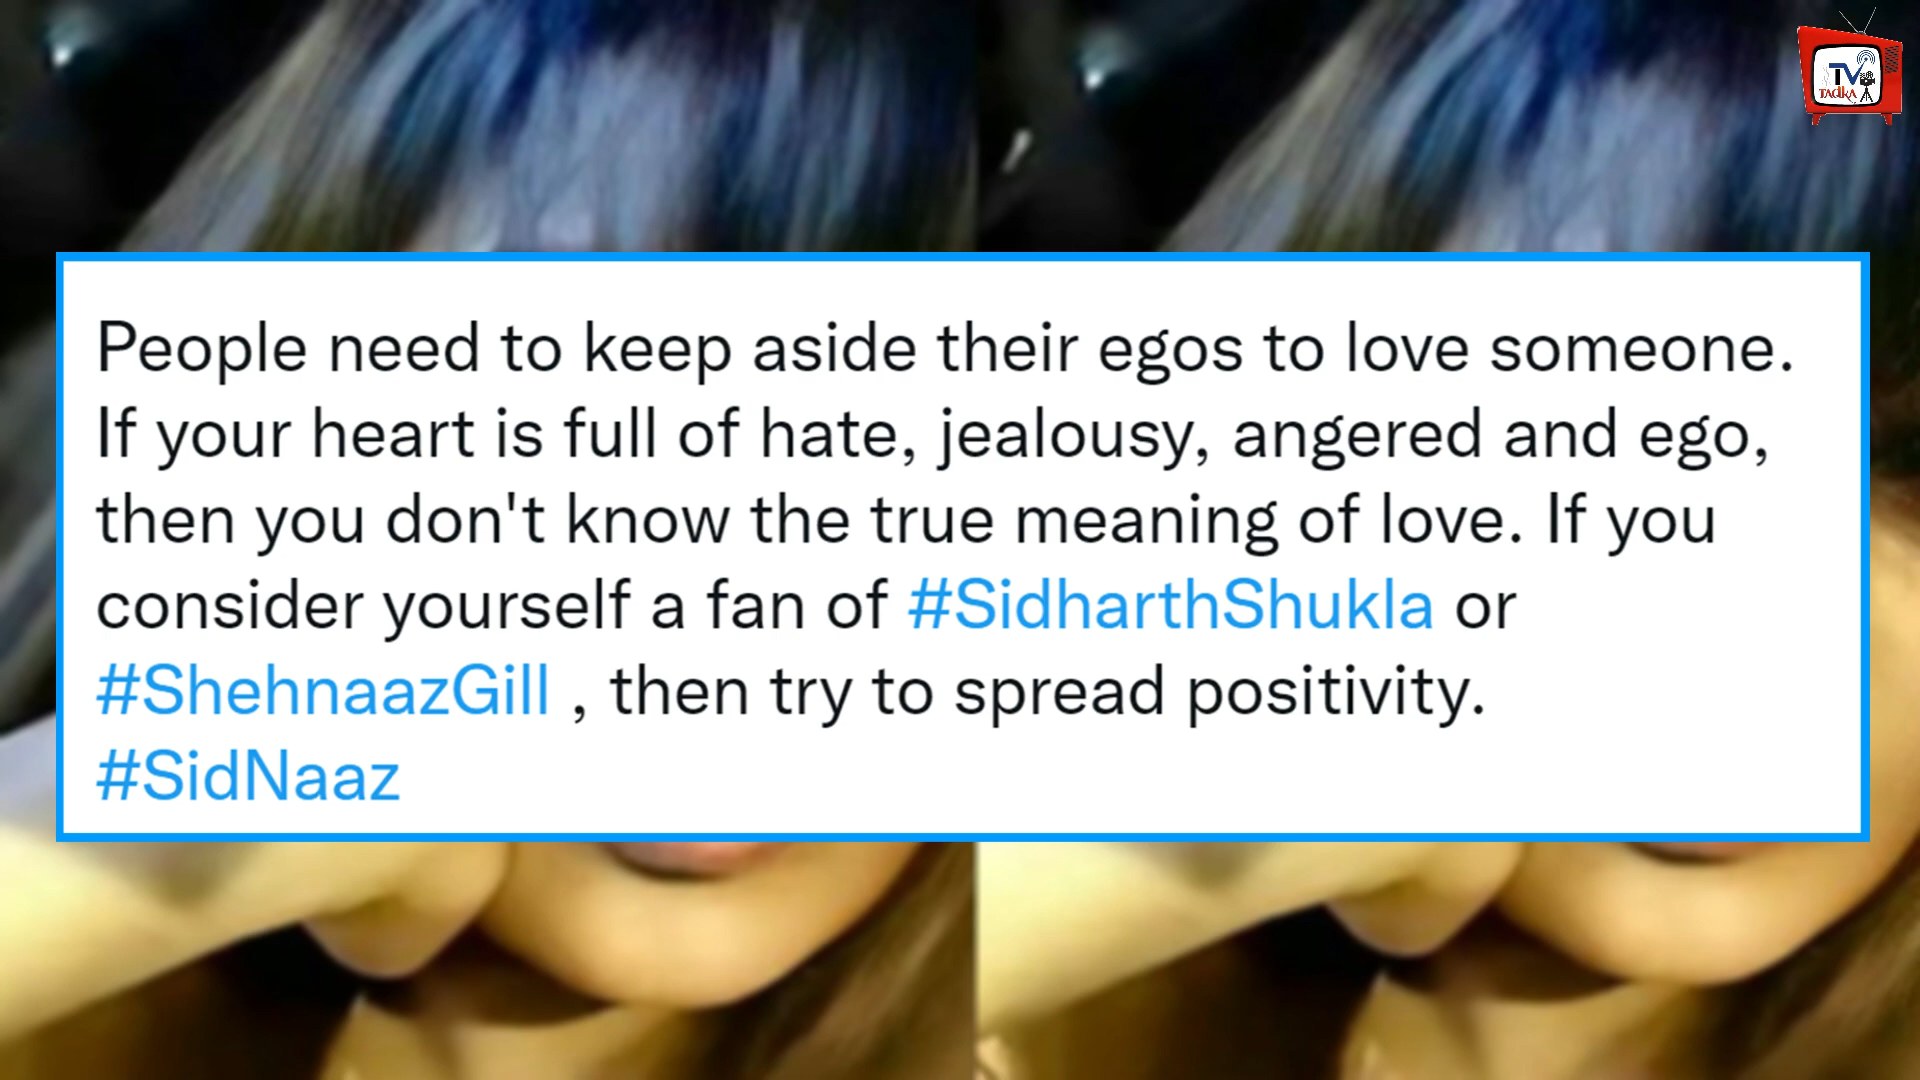 TV
TADKA
People need to keep aside their egos to love someone.
If your heart is full of hate, jealousy, angered and ego,
then you don't know the true meaning of love. If you
consider yourself a fan of #SidharthShukla or
#ShehnaazGill , then try to spread positivity.
#SidNaaz